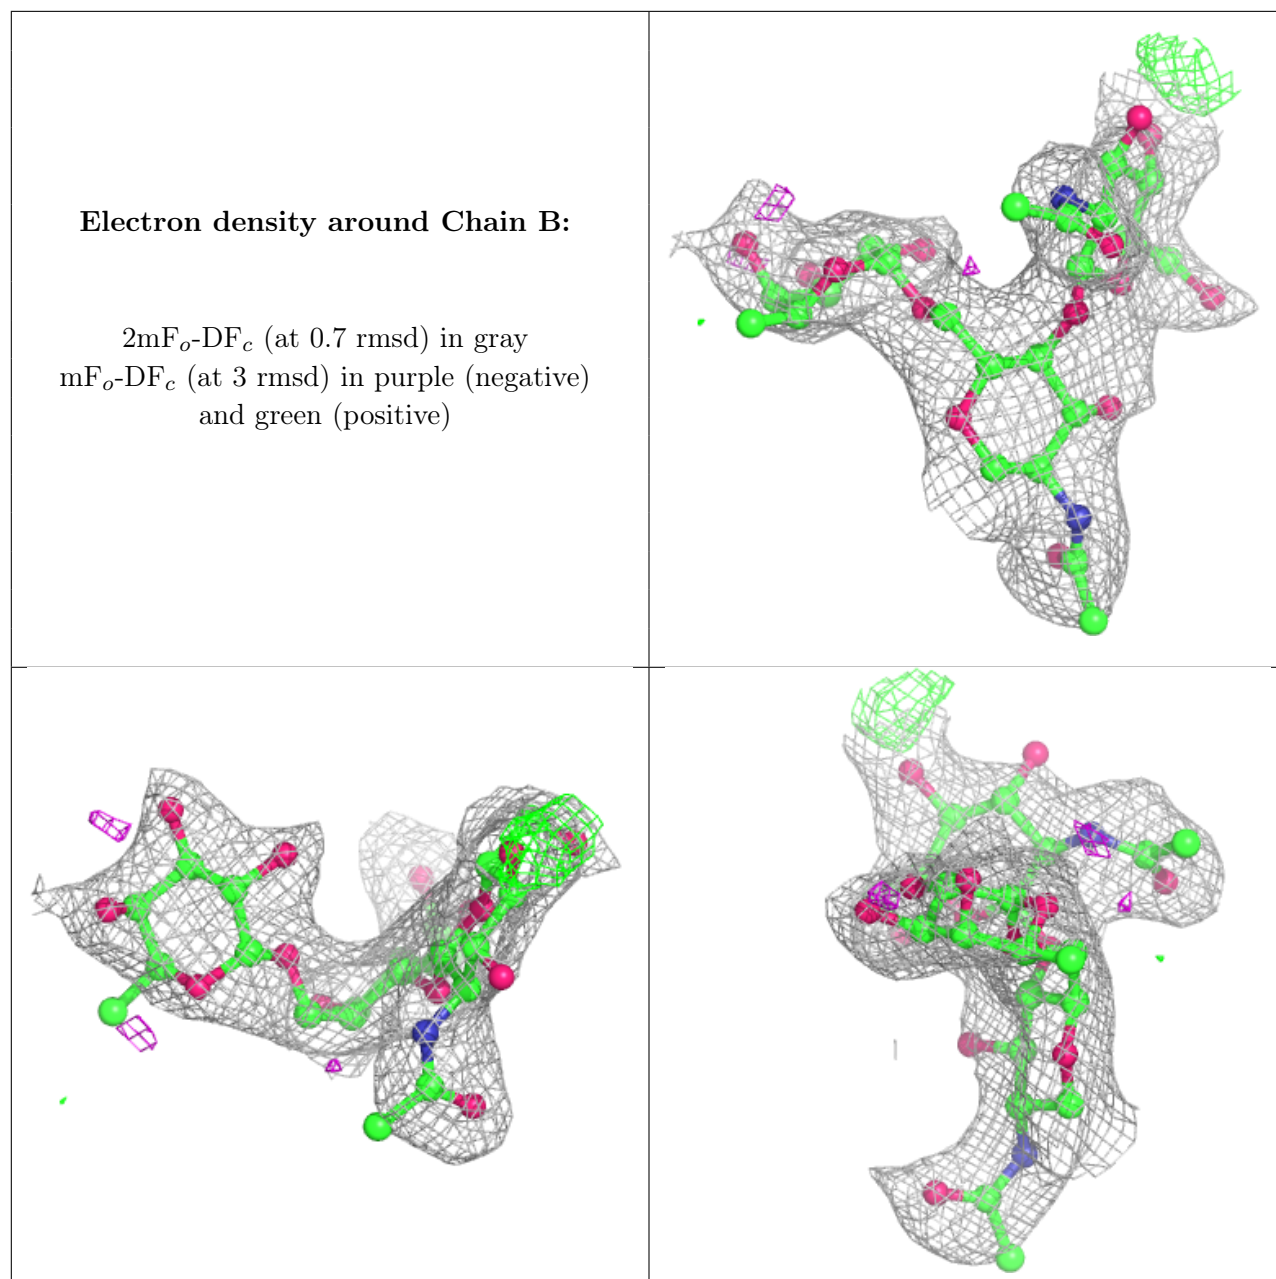 Electron density around Chain B:
2mFo-DFc (at 0.7 rmsd) in gray
mFo-DFc (at 3 rmsd) in purple (negative)
and green (positive)